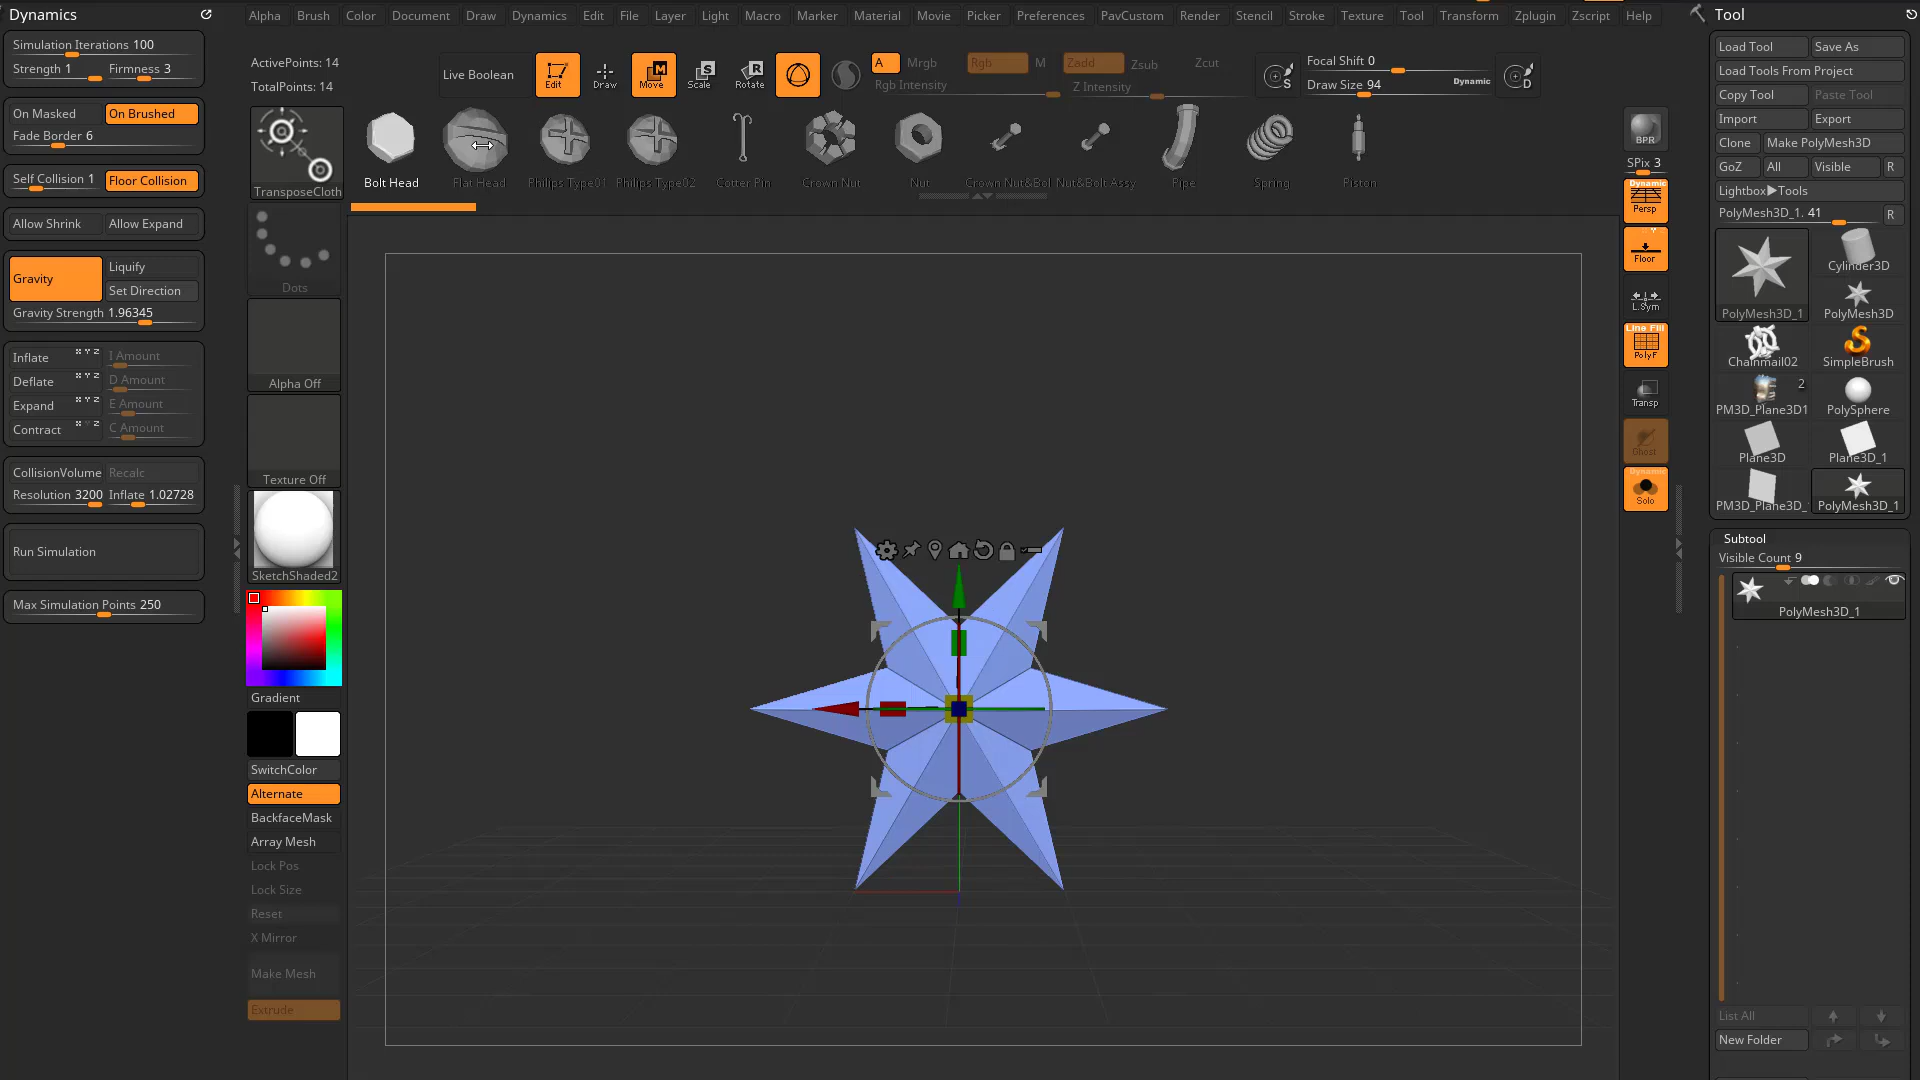 Dynamics
Alpha Brush Color Document Draw Dynamics Edit File Layer Light Macro Marker Material Movie Picker Preferences PavCustom Render Stencil Stroke Texture Tool Transform Zplugin Zscript Help
Tool
Simulation Iterations 100
Strength 1 Firmness 3
On Masked On Brushed
Fade Border 6
Self Collision 1 Floor Collision
Allow Shrink Allow Expand
Gravity Liquify
Set Direction
Gravity Strength 1.96345
Inflate X Y Z I Amount
Deflate X Y Z D Amount
Expand X Y Z E Amount
Contract X Y Z C Amount
CollisionVolume Recalc
Resolution 3200 Inflate 1.02728
Run Simulation
Max Simulation Points 250
ActivePoints: 14
TotalPoints: 14
Live Boolean Edit Draw Move Scale Rotate
A Mrgb Rgb M Zadd Zsub Zcut
Rgb Intensity Z Intensity
S Focal Shift 0
Draw Size 94 Dynamic D
TransposeCloth
Bolt Head Flat Head Philips Type01 Philips Type02 Cotter Pin Crown Nut Nut Crown Nut&Bol Nut&Bolt Assy Pipe Spring Piston
Dots
Alpha Off
Texture Off
SketchShaded2
Gradient
SwitchColor
Alternate
BackfaceMask
Array Mesh
Lock Pos
Lock Size
Reset
X Mirror
Make Mesh
Extrude
BPR
SPix 3
Dynamic
Persp
Floor
L.Sym
Line Fill
PolyF
Transp
Ghost
Dynamic
Solo
Load Tool Save As
Load Tools From Project
Copy Tool Paste Tool
Import Export
Clone Make PolyMesh3D
GoZ All Visible R
Lightbox▶Tools
PolyMesh3D_1. 41 R
Cylinder3D
PolyMesh3D_1 PolyMesh3D
Chainmail02 SimpleBrush
2
PM3D_Plane3D1 PolySphere
Plane3D Plane3D_1
PM3D_Plane3D_ PolyMesh3D_1
Subtool
Visible Count 9
PolyMesh3D_1
List All
New Folder